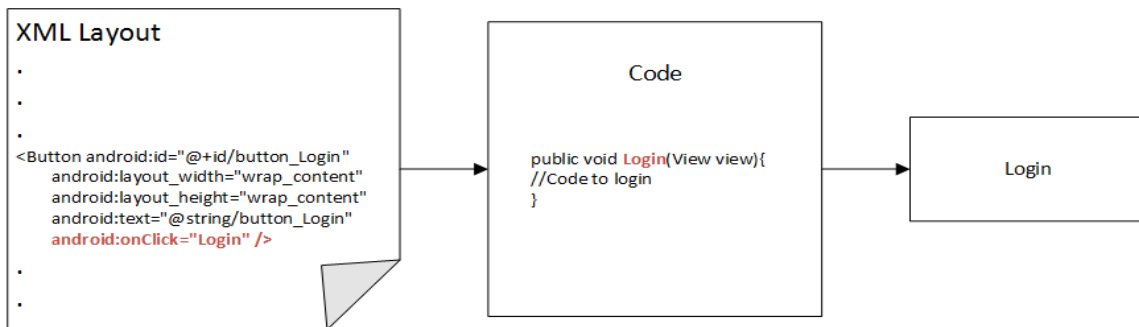 XML Layout
.
.
.
<Button android:id="@+id/button_Login"
android:layout_width="wrap_content"
android:layout_height="wrap_content"
android:text="@string/button_Login"
android:onClick="Login" />
.
.
Code
public void Login(View view){
//Code to login
}
Login